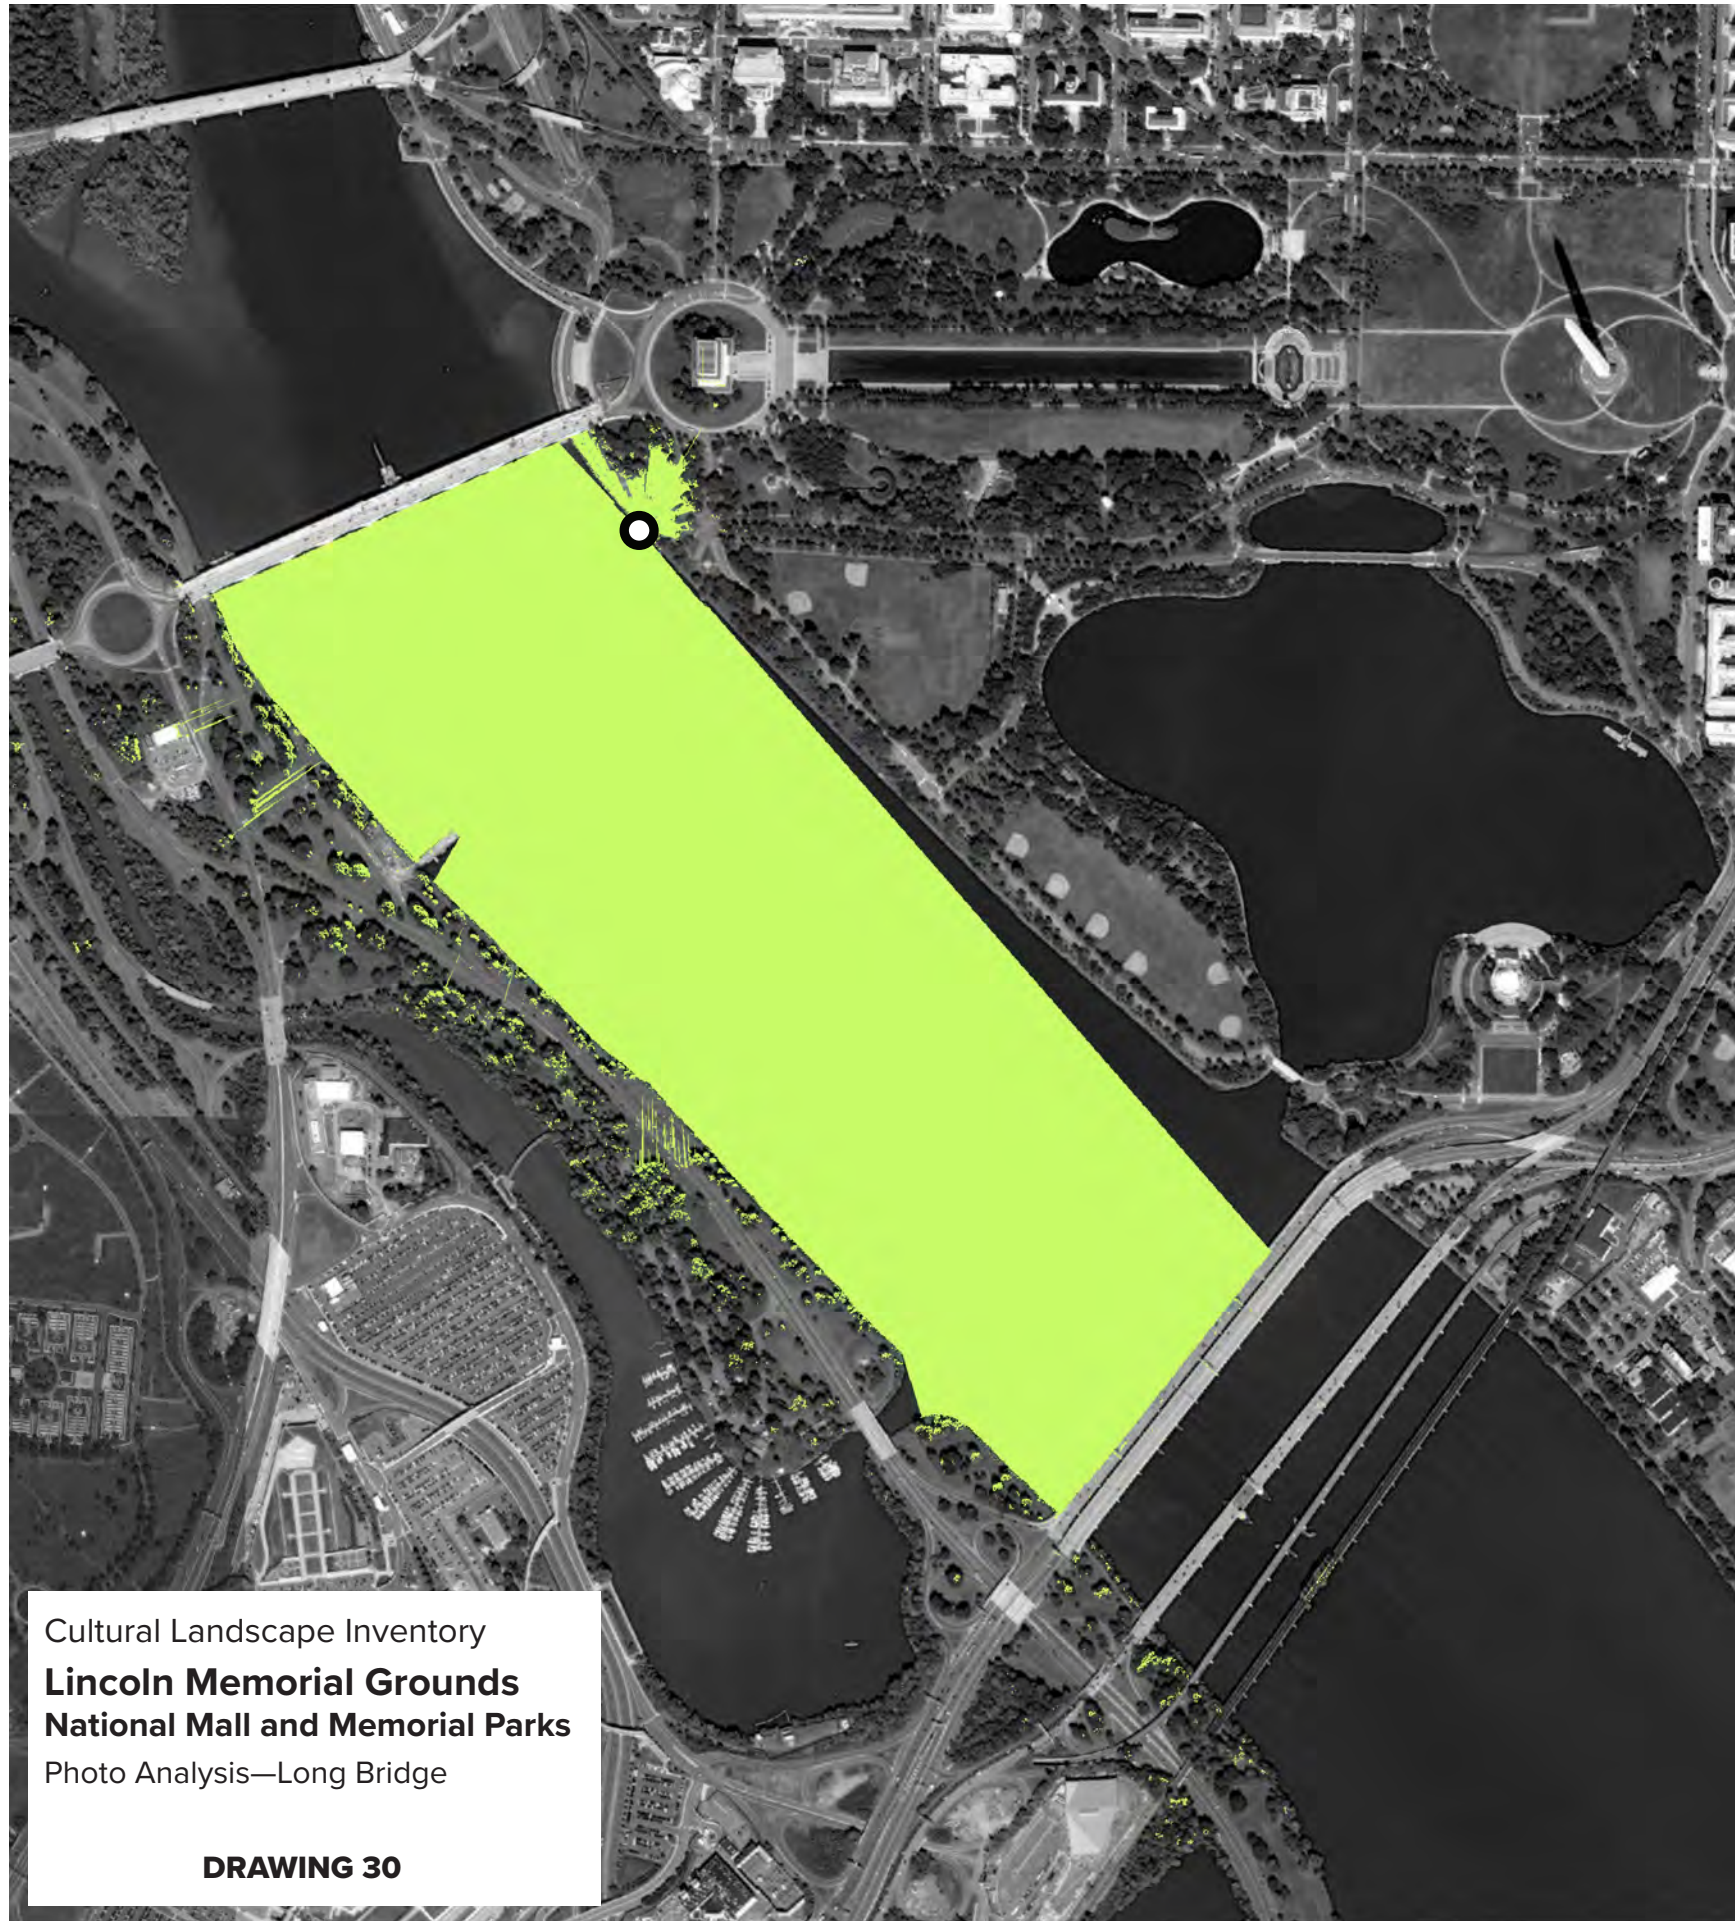 Cultural Landscape Inventory
Lincoln Memorial Grounds
National Mall and Memorial Parks
Photo Analysis—Long Bridge
DRAWING 30